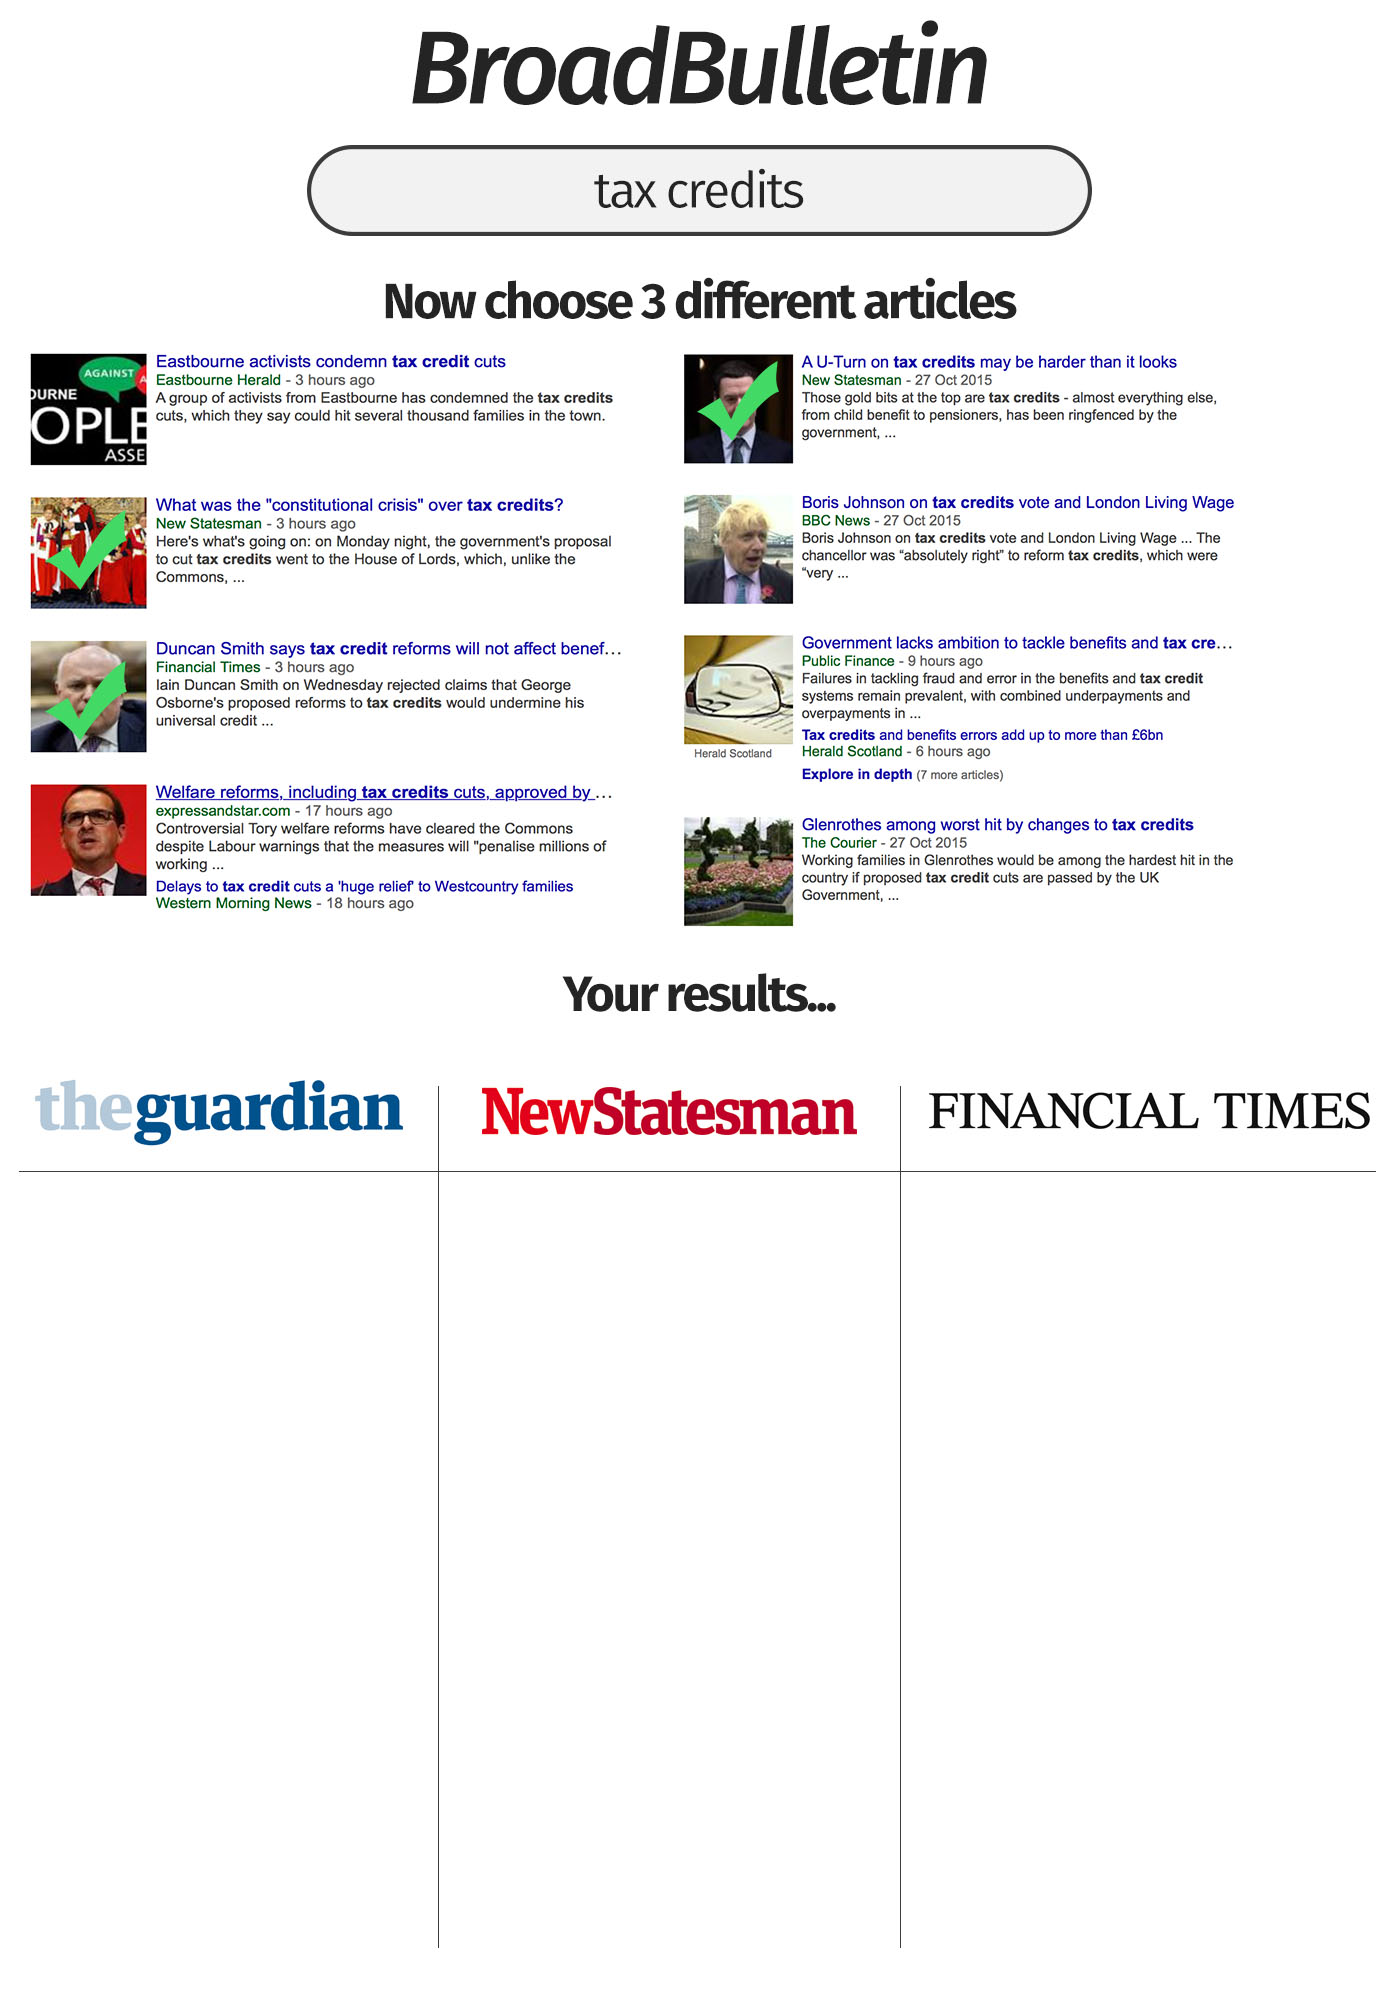 BroadBulletin
tax credits
Now choose 3 different articles
AGAINST A
OURNE
OPLE
ASSE
Eastbourne activists condemn tax credit cuts
Eastbourne Herald - 3 hours ago
A group of activists from Eastbourne has condemned the tax credits
cuts, which they say could hit several thousand families in the town.
What was the "constitutional crisis" over tax credits?
New Statesman - 3 hours ago
Here's what's going on: on Monday night, the government's proposal
to cut tax credits went to the House of Lords, which, unlike the
Commons, ...
Duncan Smith says tax credit reforms will not affect benef...
Financial Times - 3 hours ago
Iain Duncan Smith on Wednesday rejected claims that George
Osborne's proposed reforms to tax credits would undermine his
universal credit ...
Welfare reforms, including tax credits cuts, approved by ...
expressandstar.com - 17 hours ago
Controversial Tory welfare reforms have cleared the Commons
despite Labour warnings that the measures will "penalise millions of
working ...
Delays to tax credit cuts a 'huge relief' to Westcountry families
Western Morning News - 18 hours ago
A U-Turn on tax credits may be harder than it looks
New Statesman - 27 Oct 2015
Those gold bits at the top are tax credits - almost everything else,
from child benefit to pensioners, has been ringfenced by the
government, ...
Boris Johnson on tax credits vote and London Living Wage
BBC News - 27 Oct 2015
Boris Johnson on tax credits vote and London Living Wage ... The
chancellor was “absolutely right” to reform tax credits, which were
“very ...
Government lacks ambition to tackle benefits and tax cre...
Public Finance - 9 hours ago
Failures in tackling fraud and error in the benefits and tax credit
systems remain prevalent, with combined underpayments and
overpayments in ...
Herald Scotland
Tax credits and benefits errors add up to more than £6bn
Herald Scotland - 6 hours ago
Explore in depth (7 more articles)
Glenrothes among worst hit by changes to tax credits
The Courier - 27 Oct 2015
Working families in Glenrothes would be among the hardest hit in the
country if proposed tax credit cuts are passed by the UK
Government, ...
Your results...
theguardian
NewStatesman
FINANCIAL TIMES